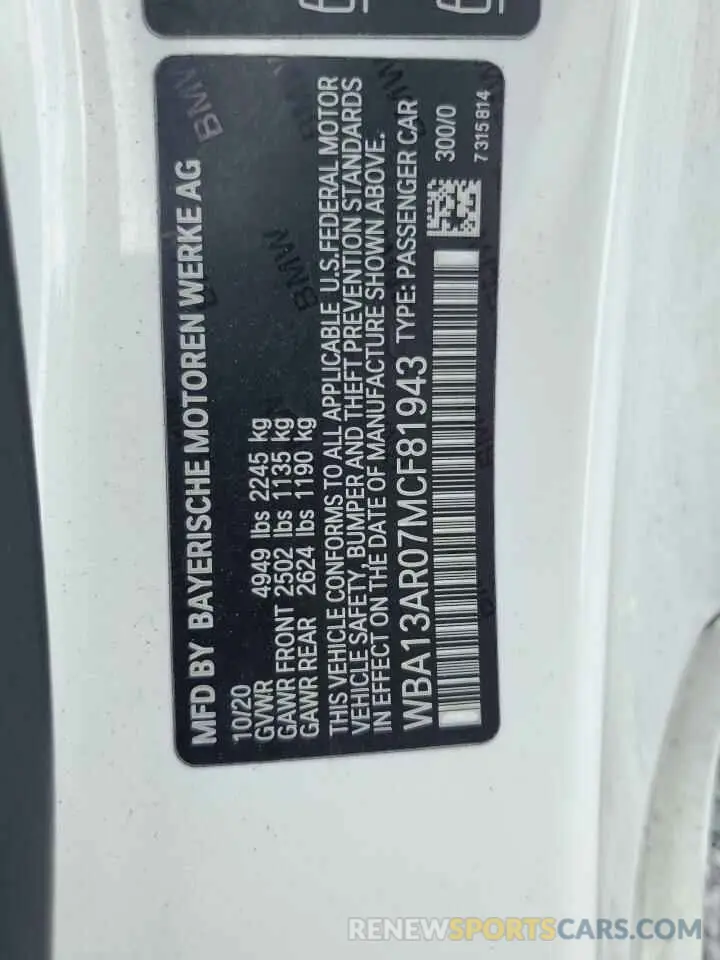 MFD BY BAYERISCHE MOTOREN WERKE AG
10/20
GVWR 4949 lbs 2245 kg
GAWR FRONT 2502 lbs 1135 kg
GAWR REAR 2624 lbs 1190 kg
THIS VEHICLE CONFORMS TO ALL APPLICABLE U.S.FEDERAL MOTOR
VEHICLE SAFETY, BUMPER AND THEFT PREVENTION STANDARDS
IN EFFECT ON THE DATE OF MANUFACTURE SHOWN ABOVE.
WBA13AR07MCF81943 TYPE: PASSENGER CAR
300/0
7 315 814
BMW
BMW
BMW
RENEWSPORTSCARS.COM